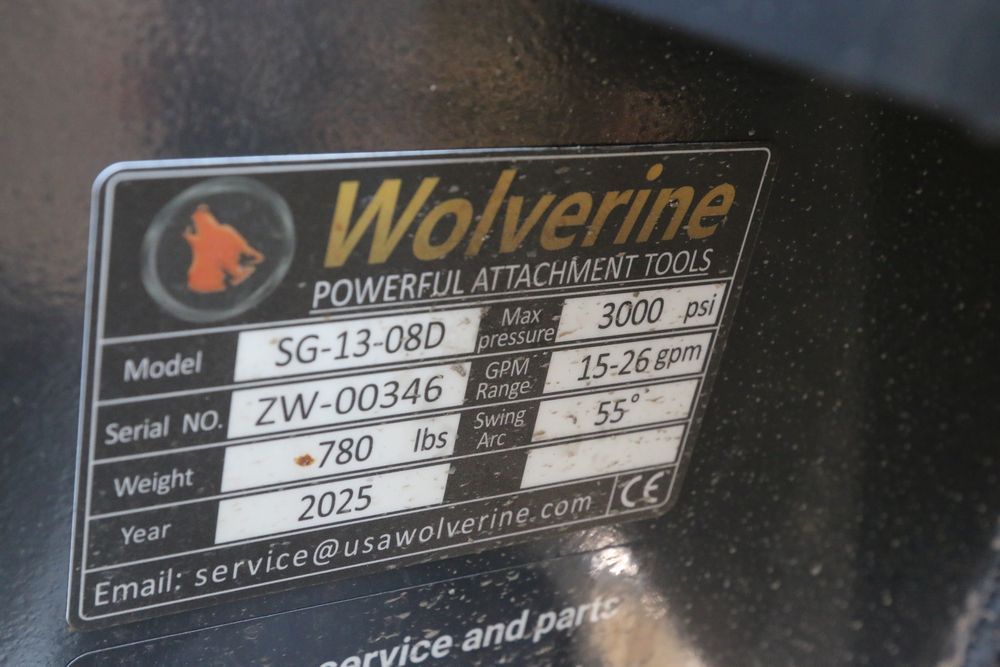 Wolverine
POWERFUL ATTACHMENT TOOLS
Model SG-13-08D Max pressure 3000 psi
Serial NO. ZW-00346 GPM Range 15-26 gpm
Weight 780 lbs Swing Arc 55°
Year 2025
Email: service@usawolverine.com CE
service and parts